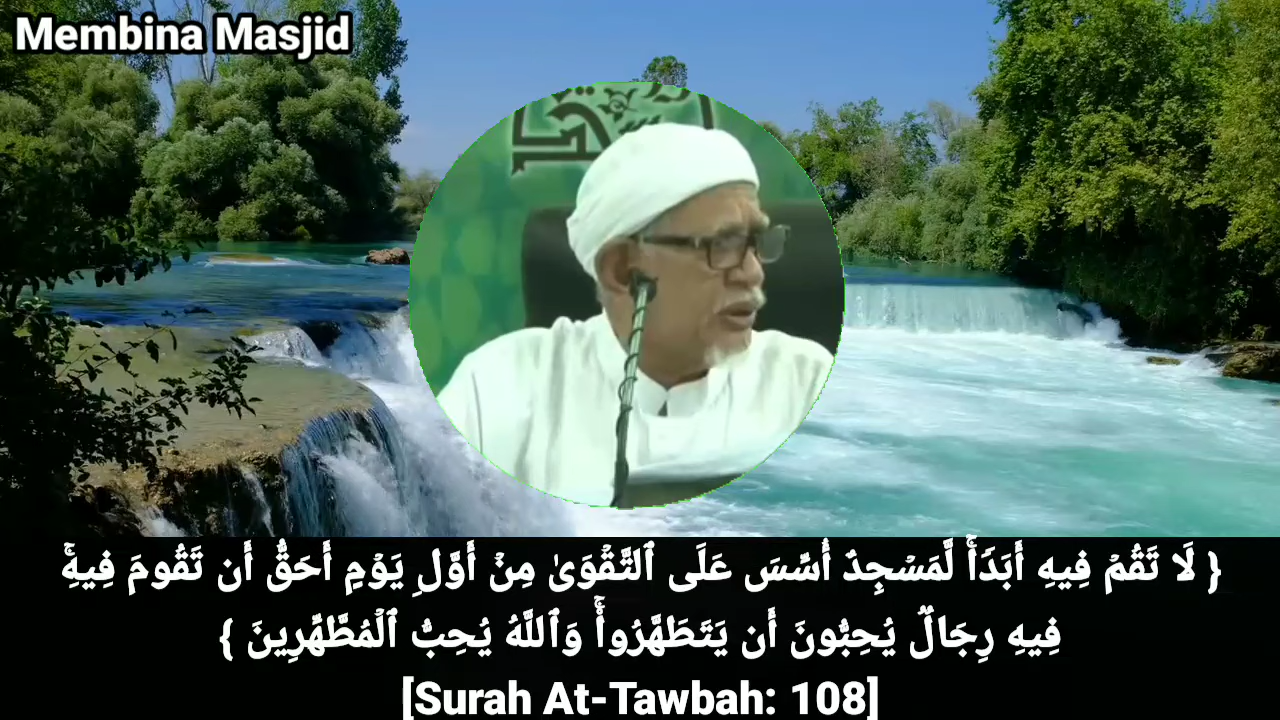 Membina Masjid
﴿ لَا تَقُمْ فِيهِ أَبَدًاۚ لَّمَسْجِدٌ أُسِّسَ عَلَى ٱلتَّقْوَىٰ مِنْ أَوَّلِ يَوْمٍ أَحَقُّ أَن تَقُومَ فِيهِۚ
فِيهِ رِجَالٌ يُحِبُّونَ أَن يَتَطَهَّرُوا۟ۚ وَٱللَّهُ يُحِبُّ ٱلْمُطَّهِّرِينَ ﴾
[Surah At-Tawbah: 108]